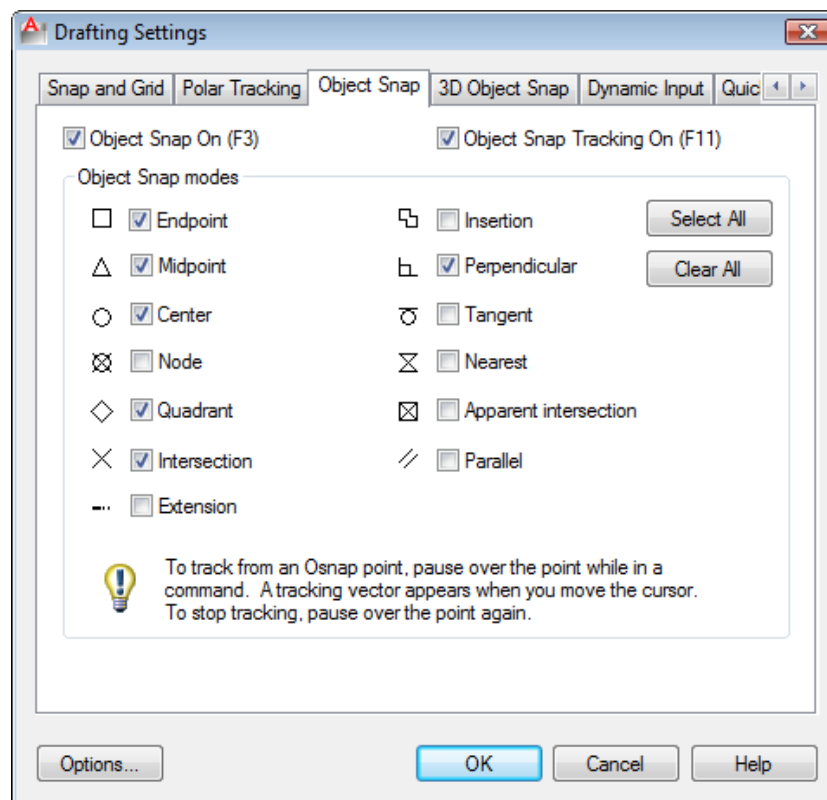 Drafting Settings
Snap and Grid Polar Tracking Object Snap 3D Object Snap Dynamic Input Quic
Object Snap On (F3) Object Snap Tracking On (F11)
Object Snap modes
Endpoint Insertion Select All
Midpoint Perpendicular Clear All
Center Tangent
Node Nearest
Quadrant Apparent intersection
Intersection Parallel
Extension
To track from an Osnap point, pause over the point while in a
command. A tracking vector appears when you move the cursor.
To stop tracking, pause over the point again.
Options... OK Cancel Help